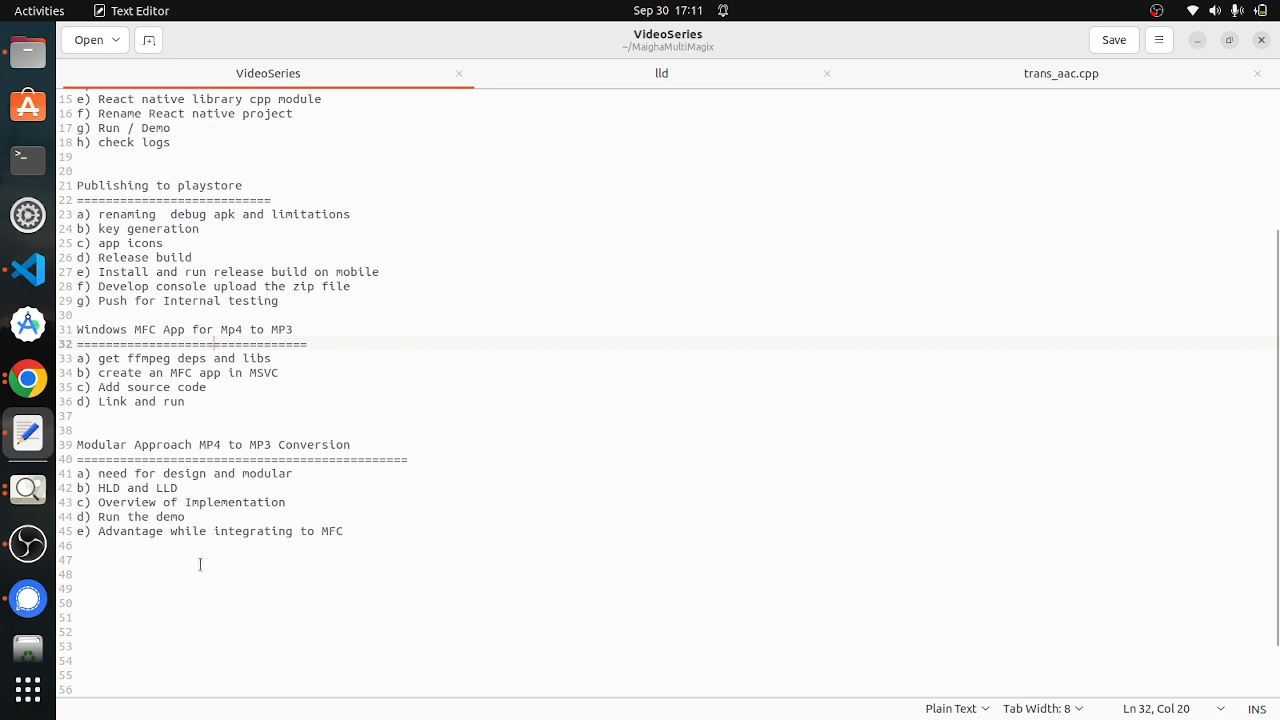 Activities
Text Editor
Sep 30 17:11
Open
VideoSeries
~/MaighaMultiMagix
Save
VideoSeries
lld
trans_aac.cpp
15 e) React native library cpp module
16 f) Rename React native project
17 g) Run / Demo
18 h) check logs
19
20
21 Publishing to playstore
22 ===========================
23 a) renaming  debug apk and limitations
24 b) key generation
25 c) app icons
26 d) Release build
27 e) Install and run release build on mobile
28 f) Develop console upload the zip file
29 g) Push for Internal testing
30
31 Windows MFC App for Mp4 to MP3
32 ================================
33 a) get ffmpeg deps and libs
34 b) create an MFC app in MSVC
35 c) Add source code
36 d) Link and run
37
38
39 Modular Approach MP4 to MP3 Conversion
40 ==============================================
41 a) need for design and modular
42 b) HLD and LLD
43 c) Overview of Implementation
44 d) Run the demo
45 e) Advantage while integrating to MFC
46
47
48
49
50
51
52
53
54
55
56
Plain Text
Tab Width: 8
Ln 32, Col 20
INS